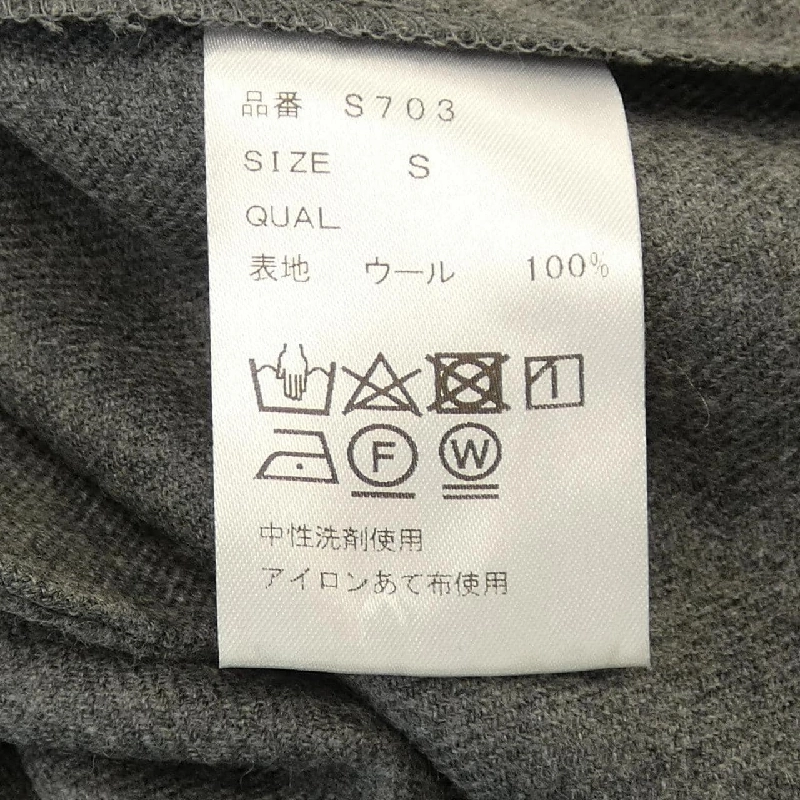 品番 S703
SIZE S
QUAL
表地 ウール 100%
F W
中性洗剤使用
アイロンあて布使用